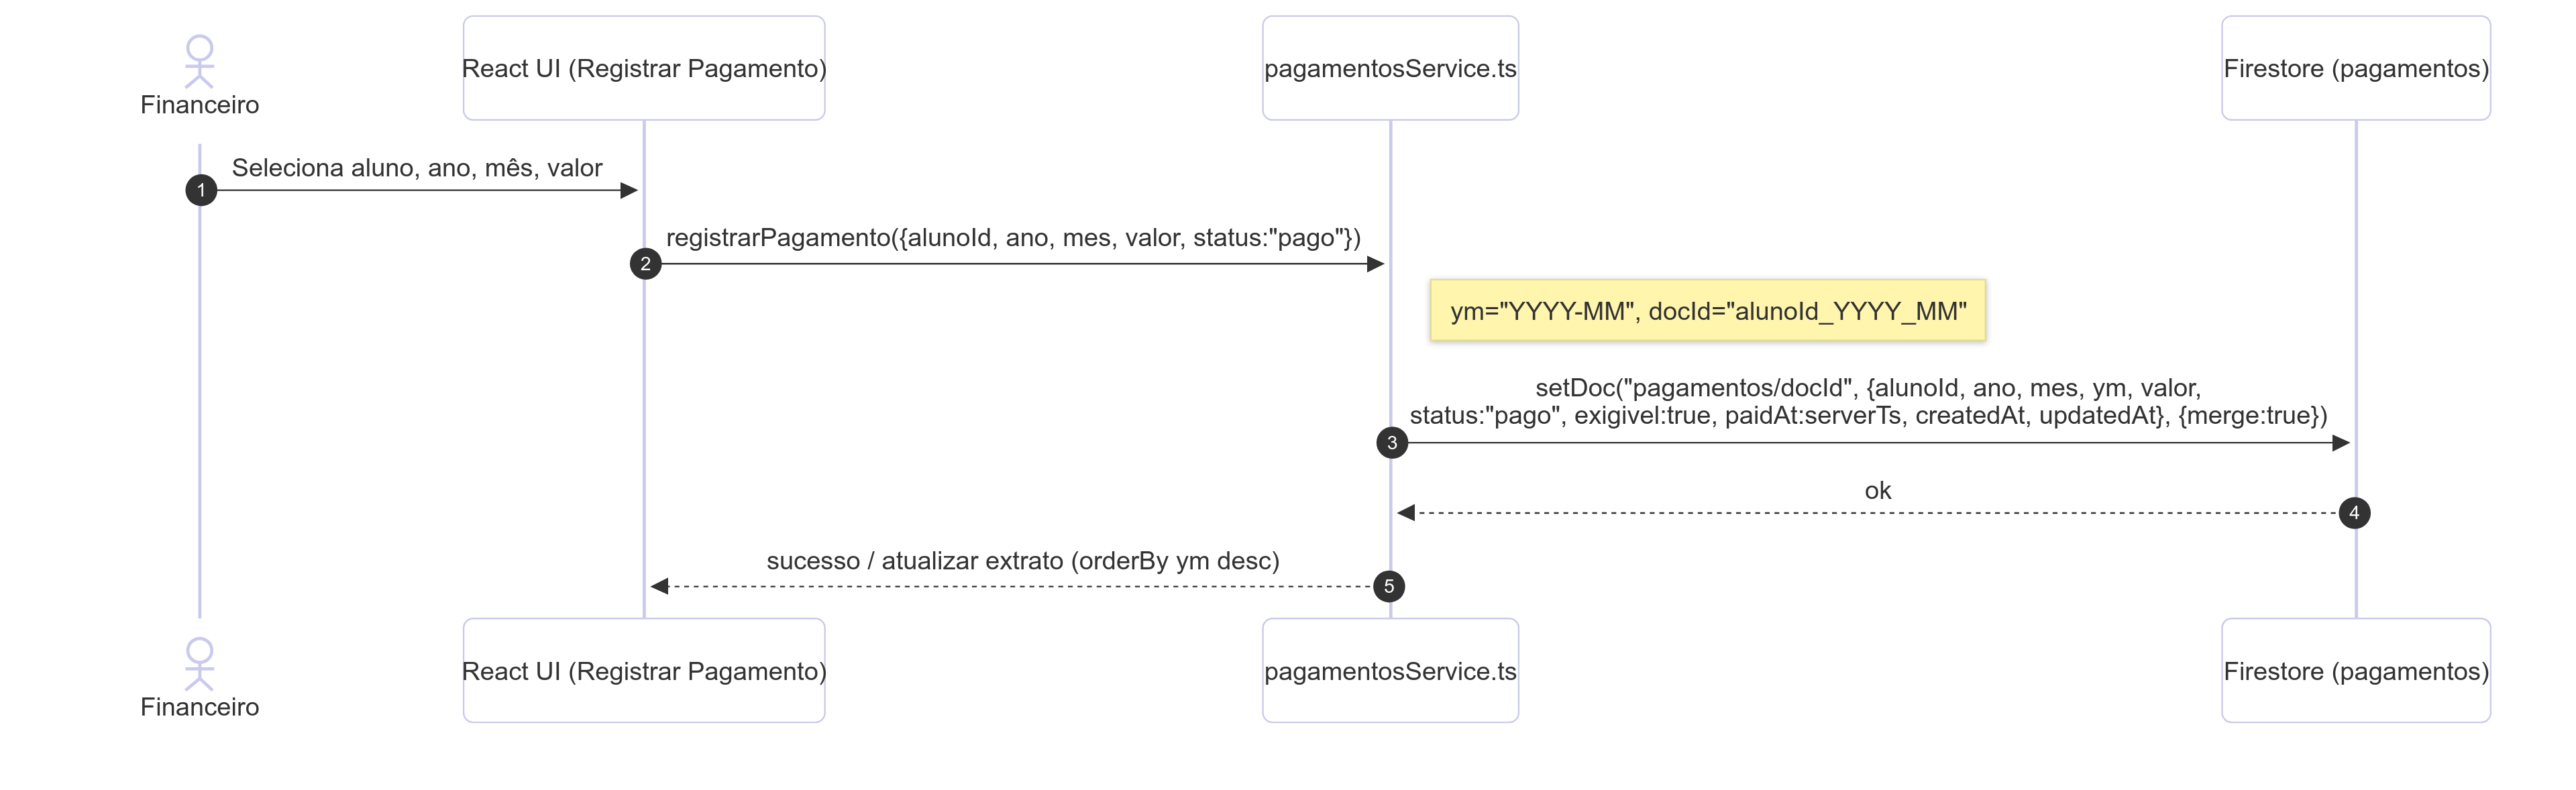 Financeiro
React UI (Registrar Pagamento)
pagamentosService.ts
Firestore (pagamentos)
Seleciona aluno, ano, mês, valor
1
registrarPagamento({alunoId, ano, mes, valor, status:"pago"})
2
ym="YYYY-MM", docId="alunoId_YYYY_MM"
setDoc("pagamentos/docId", {alunoId, ano, mes, ym, valor,
status:"pago", exigivel:true, paidAt:serverTs, createdAt, updatedAt}, {merge:true})
3
ok
4
sucesso / atualizar extrato (orderBy ym desc)
5
Financeiro
React UI (Registrar Pagamento)
pagamentosService.ts
Firestore (pagamentos)